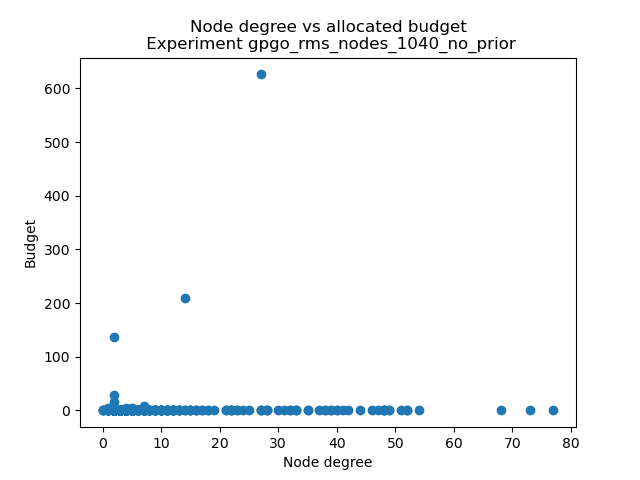 Node degree vs allocated budget
Experiment gpgo_rms_nodes_1040_no_prior
600
500
400
300
200
100
0
Budget
0 10 20 30 40 50 60 70 80
Node degree